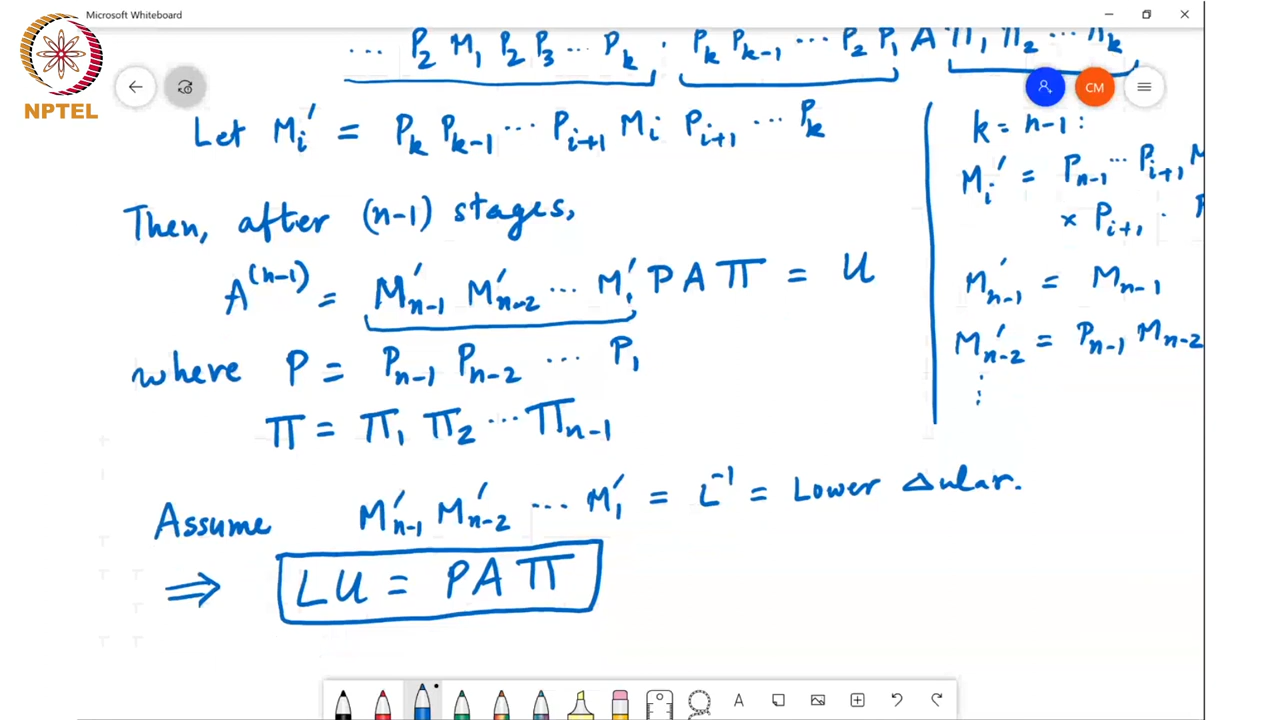 Microsoft Whiteboard
NPTEL
CM
... P₂ M₁ P₂ P₃ ... Pₖ · Pₖ Pₖ₋₁ ... P₂ P₁ A Π₁ Π₂ ... Πₖ
Let Mᵢ' = Pₖ Pₖ₋₁ ... Pᵢ₊₁ Mᵢ Pᵢ₊₁ ... Pₖ
Then, after (n-1) stages,
A⁽ⁿ⁻¹⁾ = M'ₙ₋₁ M'ₙ₋₂ ... M'₁ P A Π = U
where P = Pₙ₋₁ Pₙ₋₂ ... P₁
Π = Π₁ Π₂ ... Πₙ₋₁
Assume M'ₙ₋₁ M'ₙ₋₂ ... M'₁ = L⁻¹ = Lower Δular.
⇒ LU = PAΠ
k = n-1 :
Mᵢ' = Pₙ₋₁ ... Pᵢ₊₁ M
× Pᵢ₊₁ .
M'ₙ₋₁ = Mₙ₋₁
M'ₙ₋₂ = Pₙ₋₁ Mₙ₋₂
⋮
A